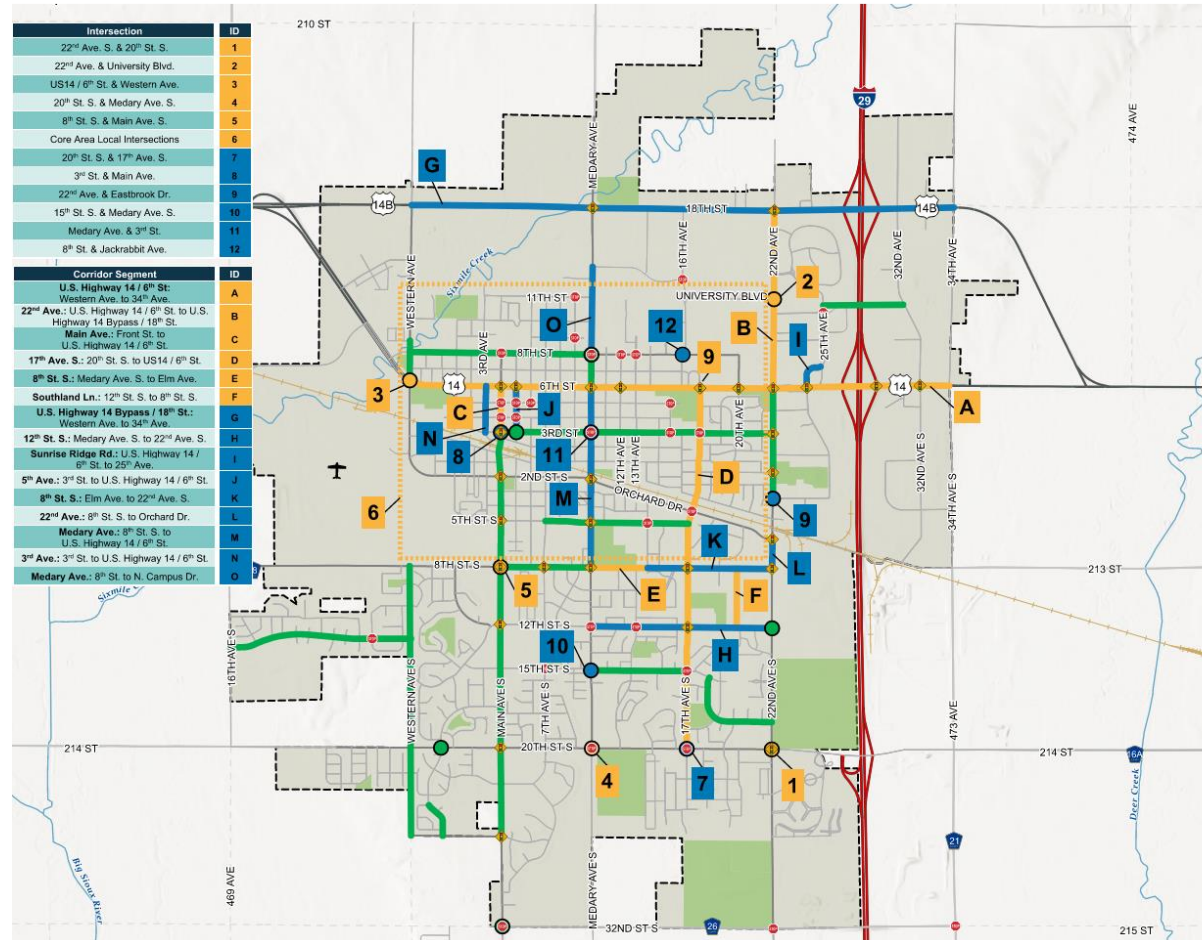 210 ST
Intersection ID
22nd Ave. S. & 20th St. S. 1
22nd Ave. & University Blvd. 2
US14 / 6th St. & Western Ave. 3
20th St. S. & Medary Ave. S. 4
8th St. S. & Main Ave. S. 5
Core Area Local Intersections 6
20th St. S. & 17th Ave. S. 7
3rd St. & Main Ave. 8
22nd Ave. & Eastbrook Dr. 9
15th St. S. & Medary Ave. S. 10
Medary Ave. & 3rd St. 11
8th St. & Jackrabbit Ave. 12
Corridor Segment ID
U.S. Highway 14 / 6th St:
Western Ave. to 34th Ave. A
22nd Ave.: U.S. Highway 14 / 6th St. to U.S.
Highway 14 Bypass / 18th St. B
Main Ave.: Front St. to
U.S. Highway 14 / 6th St. C
17th Ave. S.: 20th St. S. to US14 / 6th St. D
8th St. S.: Medary Ave. S. to Elm Ave. E
Southland Ln.: 12th St. S. to 8th St. S. F
U.S. Highway 14 Bypass / 18th St.:
Western Ave. to 34th Ave. G
12th St. S.: Medary Ave. S. to 22nd Ave. S. H
Sunrise Ridge Rd.: U.S. Highway 14 /
6th St. to 25th Ave. I
5th Ave.: 3rd St. to U.S. Highway 14 / 6th St. J
8th St. S.: Elm Ave. to 22nd Ave. S. K
22nd Ave.: 8th St. S. to Orchard Dr. L
Medary Ave.: 8th St. S. to
U.S. Highway 14 / 6th St. M
3rd Ave.: 3rd St. to U.S. Highway 14 / 6th St. N
Medary Ave.: 8th St. to N. Campus Dr. O
29
474 AVE
MEDARY AVE
G
14B
18TH ST
14B
WESTERN AVE
Sixmile Creek
16TH AVE
22ND AVE
32ND AVE
34TH AVE
11TH ST
UNIVERSITY BLVD
2
O
12
B
I
25TH AVE
3RD AVE
8TH ST
9
3
14
6TH ST
14
A
C
J
N
8
3RD ST
11
12TH AVE
13TH AVE
20TH AVE
D
2ND ST S
ORCHARD DR
32ND AVE S
34TH AVE S
6
M
9
5TH ST S
K
L
8TH ST S
213 ST
5
E
F
Sixmile
12TH ST S
H
10
15TH ST S
16TH AVE S
WESTERN AVE S
MAIN AVE S
7TH AVE S
17TH AVE S
22ND AVE S
473 AVE
214 ST
20TH ST S
214 ST
16A
4
7
1
Deer Creek
21
Big Sioux River
469 AVE
MEDARY AVE S
32ND ST S
26
215 ST